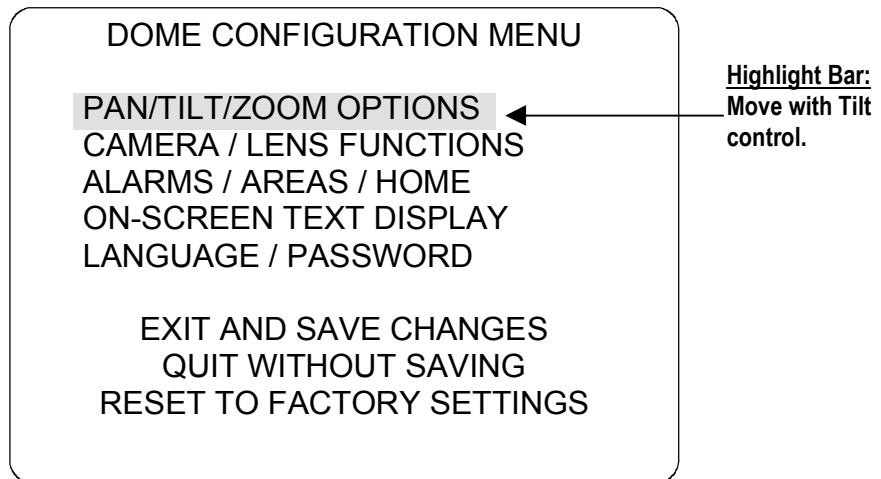 DOME CONFIGURATION MENU
PAN/TILT/ZOOM OPTIONS
CAMERA / LENS FUNCTIONS
ALARMS / AREAS / HOME
ON-SCREEN TEXT DISPLAY
LANGUAGE / PASSWORD
EXIT AND SAVE CHANGES
QUIT WITHOUT SAVING
RESET TO FACTORY SETTINGS
Highlight Bar:
Move with Tilt
control.